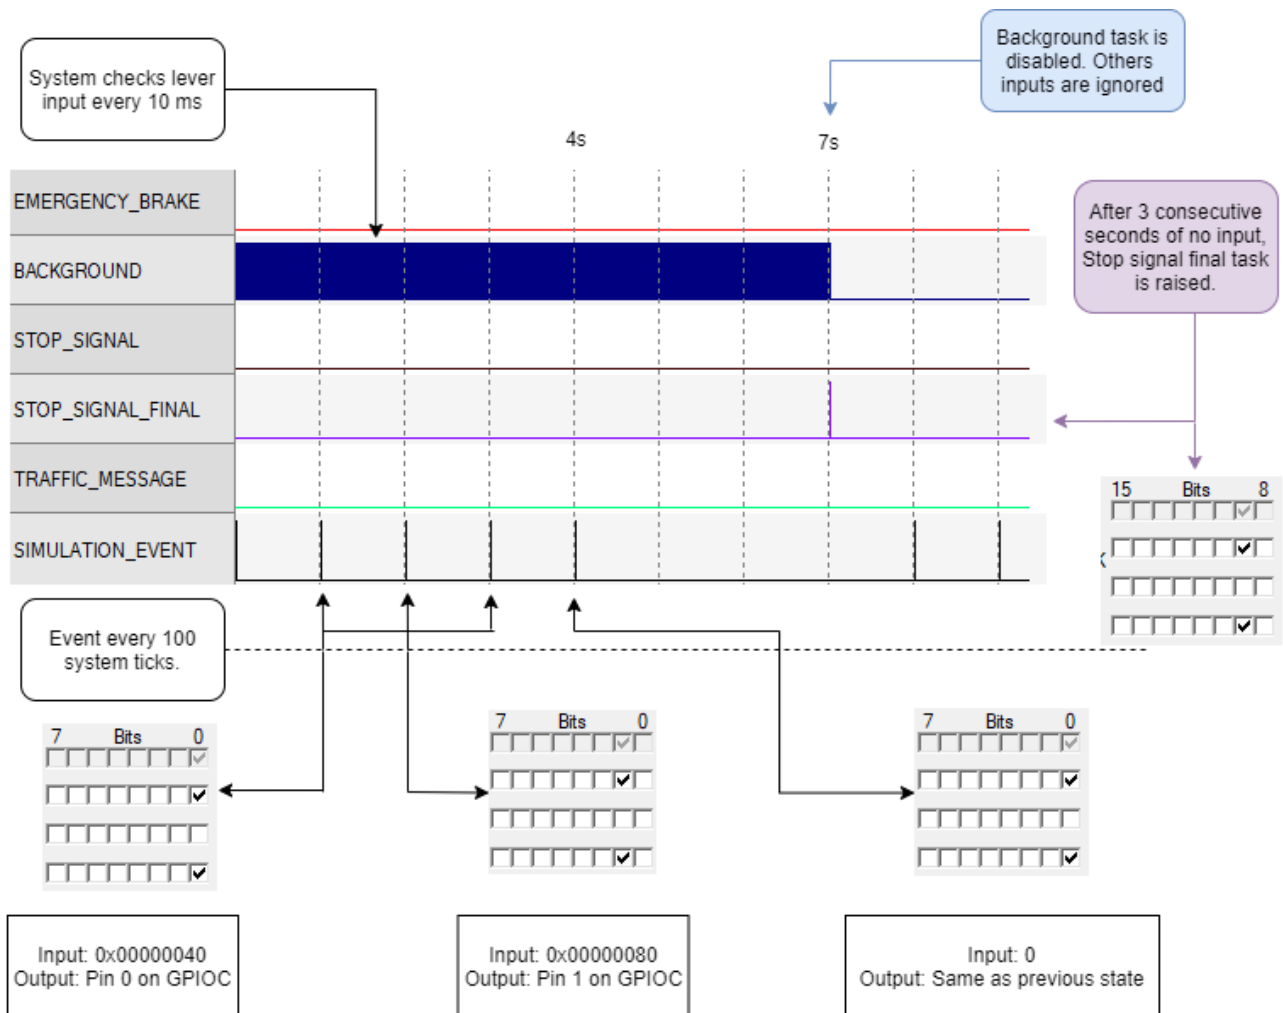 Background task is
disabled. Others
inputs are ignored
System checks lever
input every 10 ms
4s
7s
EMERGENCY_BRAKE
BACKGROUND
STOP_SIGNAL
STOP_SIGNAL_FINAL
TRAFFIC_MESSAGE
SIMULATION_EVENT
After 3 consecutive
seconds of no input,
Stop signal final task
is raised.
15 Bits 8
Event every 100
system ticks.
7 Bits 0
7 Bits 0
7 Bits 0
Input: 0x00000040
Output: Pin 0 on GPIOC
Input: 0x00000080
Output: Pin 1 on GPIOC
Input: 0
Output: Same as previous state